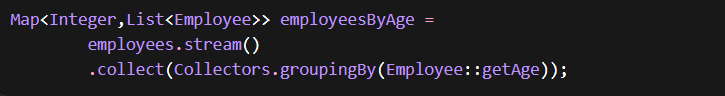 Map<Integer,List<Employee>> employeesByAge =
employees.stream()
.collect(Collectors.groupingBy(Employee::getAge));